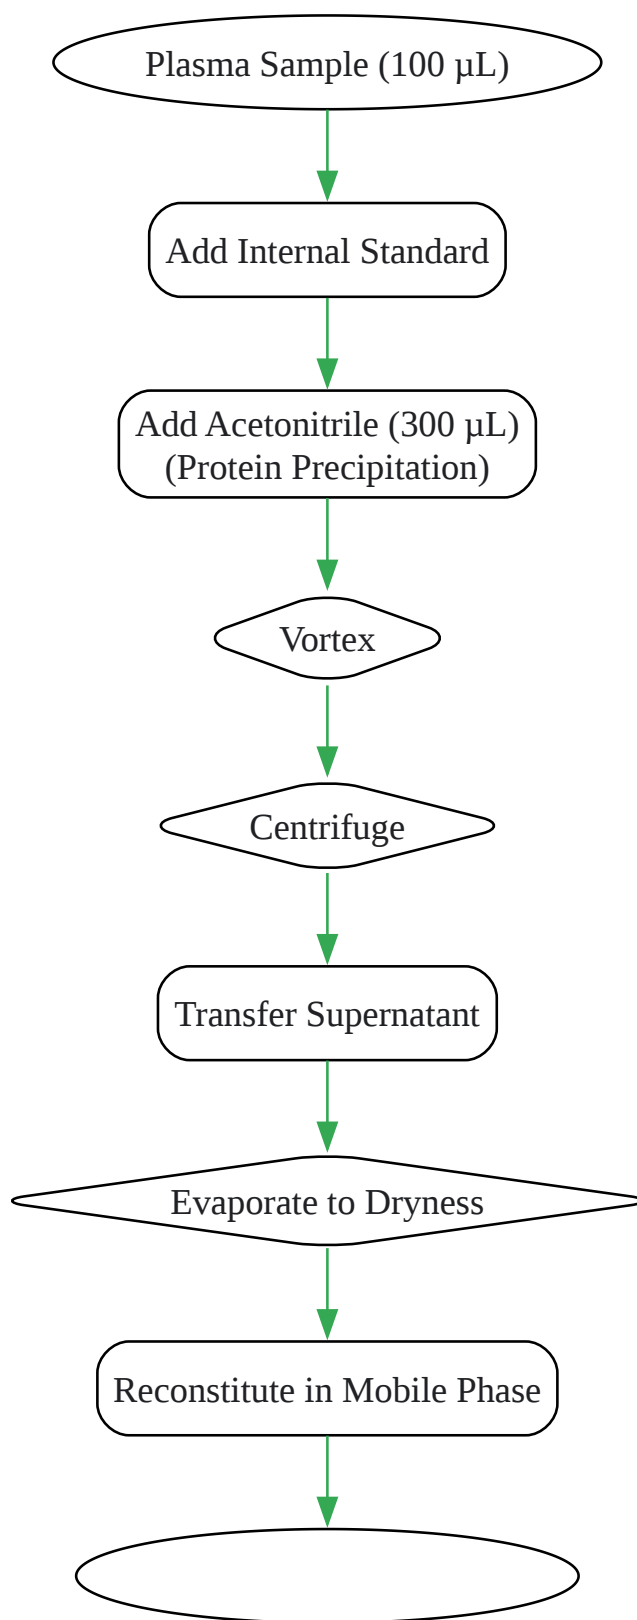 Plasma Sample (100 µL)
Add Internal Standard
Add Acetonitrile (300 µL)
(Protein Precipitation)
Vortex
Centrifuge
Transfer Supernatant
Evaporate to Dryness
Reconstitute in Mobile Phase